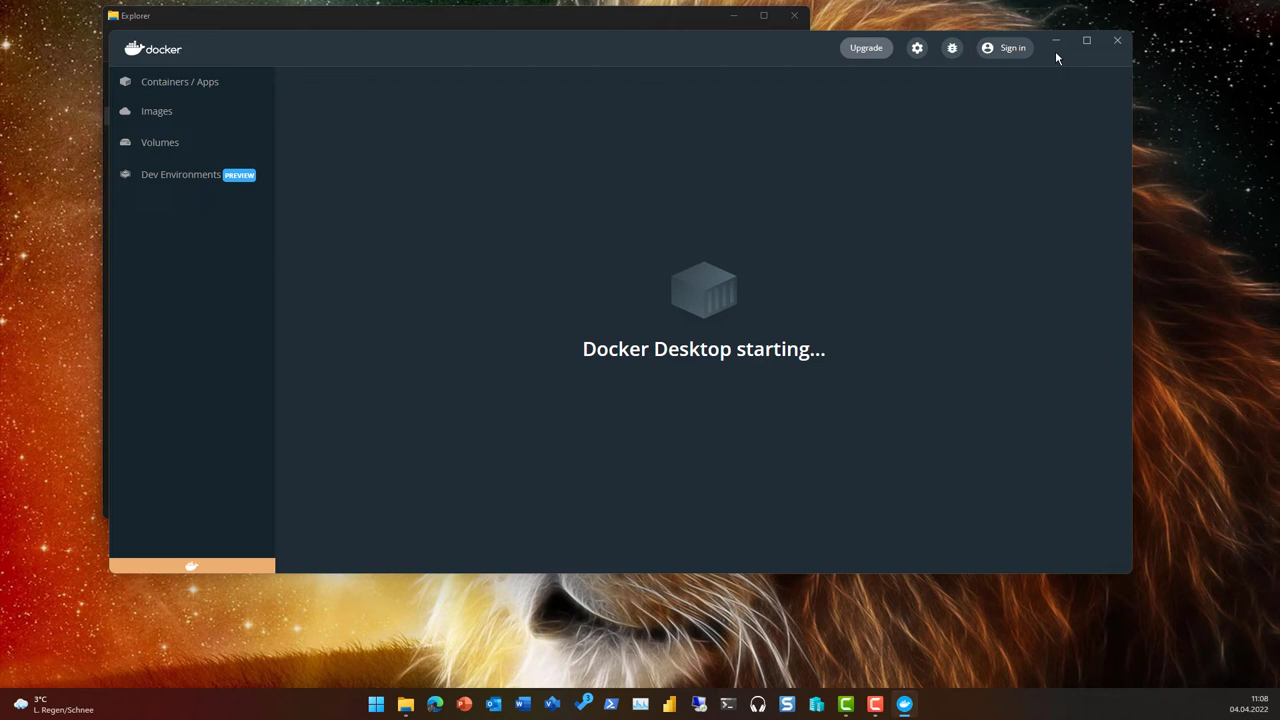 Explorer
docker
Upgrade
Sign in
Containers / Apps
Images
Volumes
Dev Environments PREVIEW
Docker Desktop starting...
3°C
L. Regen/Schnee
3
11:08
04.04.2022